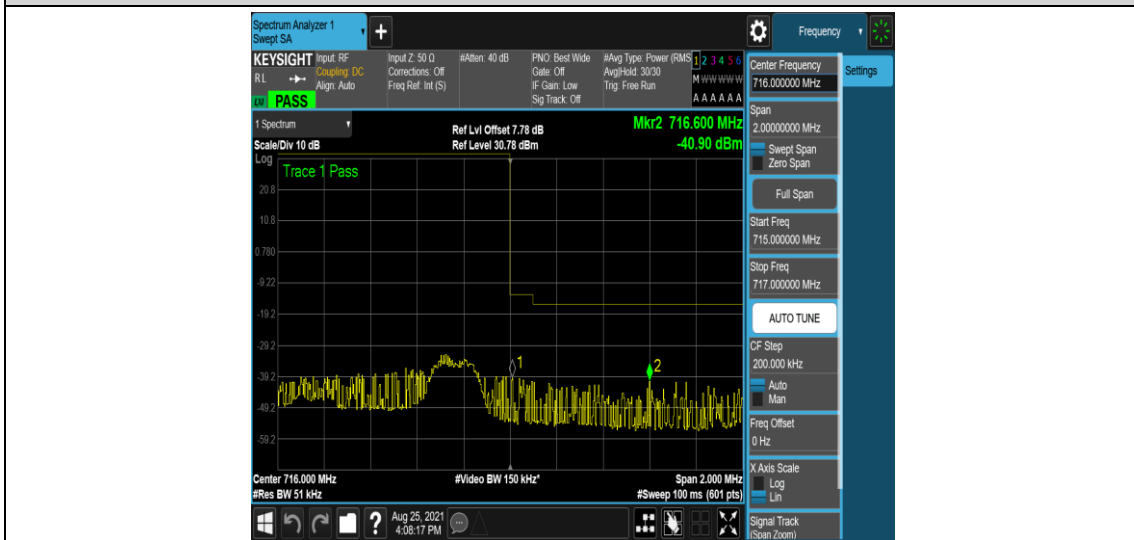 Spectrum Analyzer 1
Swept SA
+
Frequency
KEYSIGHT
RL
LXI
PASS
Input: RF
Coupling: DC
Align: Auto
Input Z: 50 Ω
Corrections: Off
Freq Ref: Int (S)
#Atten: 40 dB
PNO: Best Wide
Gate: Off
IF Gain: Low
Sig Track: Off
#Avg Type: Power (RMS
Avg|Hold: 30/30
Trig: Free Run
1 2 3 4 5 6
M W W W W W
A A A A A A
1 Spectrum
Scale/Div 10 dB
Ref Lvl Offset 7.78 dB
Ref Level 30.78 dBm
Mkr2 716.600 MHz
-40.90 dBm
Log
Trace 1 Pass
20.8
10.8
0.780
-9.22
-19.2
-29.2
-39.2
-49.2
-59.2
1
2
Center 716.000 MHz
#Res BW 51 kHz
#Video BW 150 kHz*
Span 2.000 MHz
#Sweep 100 ms (601 pts)
?
Aug 25, 2021
4:08:17 PM
Center Frequency
716.000000 MHz
Settings
Span
2.00000000 MHz
Swept Span
Zero Span
Full Span
Start Freq
715.000000 MHz
Stop Freq
717.000000 MHz
AUTO TUNE
CF Step
200.000 kHz
Auto
Man
Freq Offset
0 Hz
X Axis Scale
Log
Lin
Signal Track
(Span Zoom)